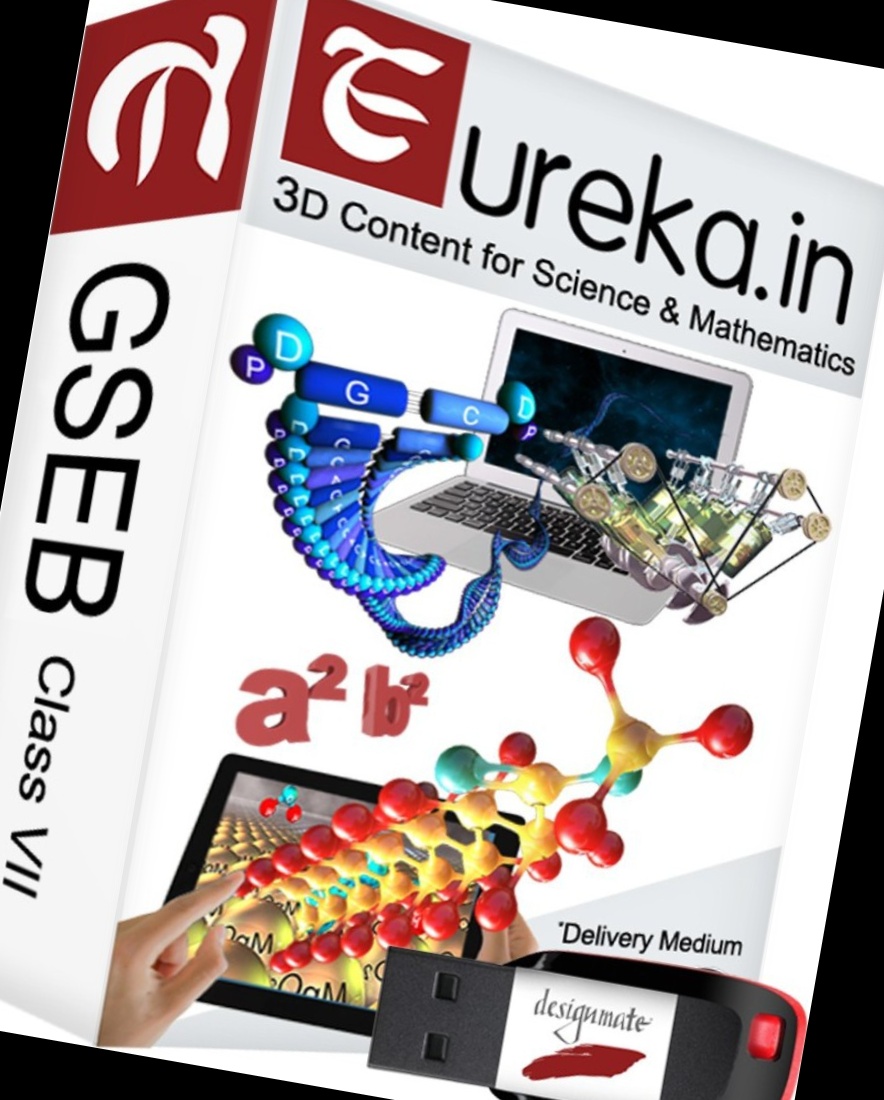 GSEB Class VII
Eureka.in
3D Content for Science & Mathematics
D
P
G
C
D
P
a² b²
*Delivery Medium
designmate